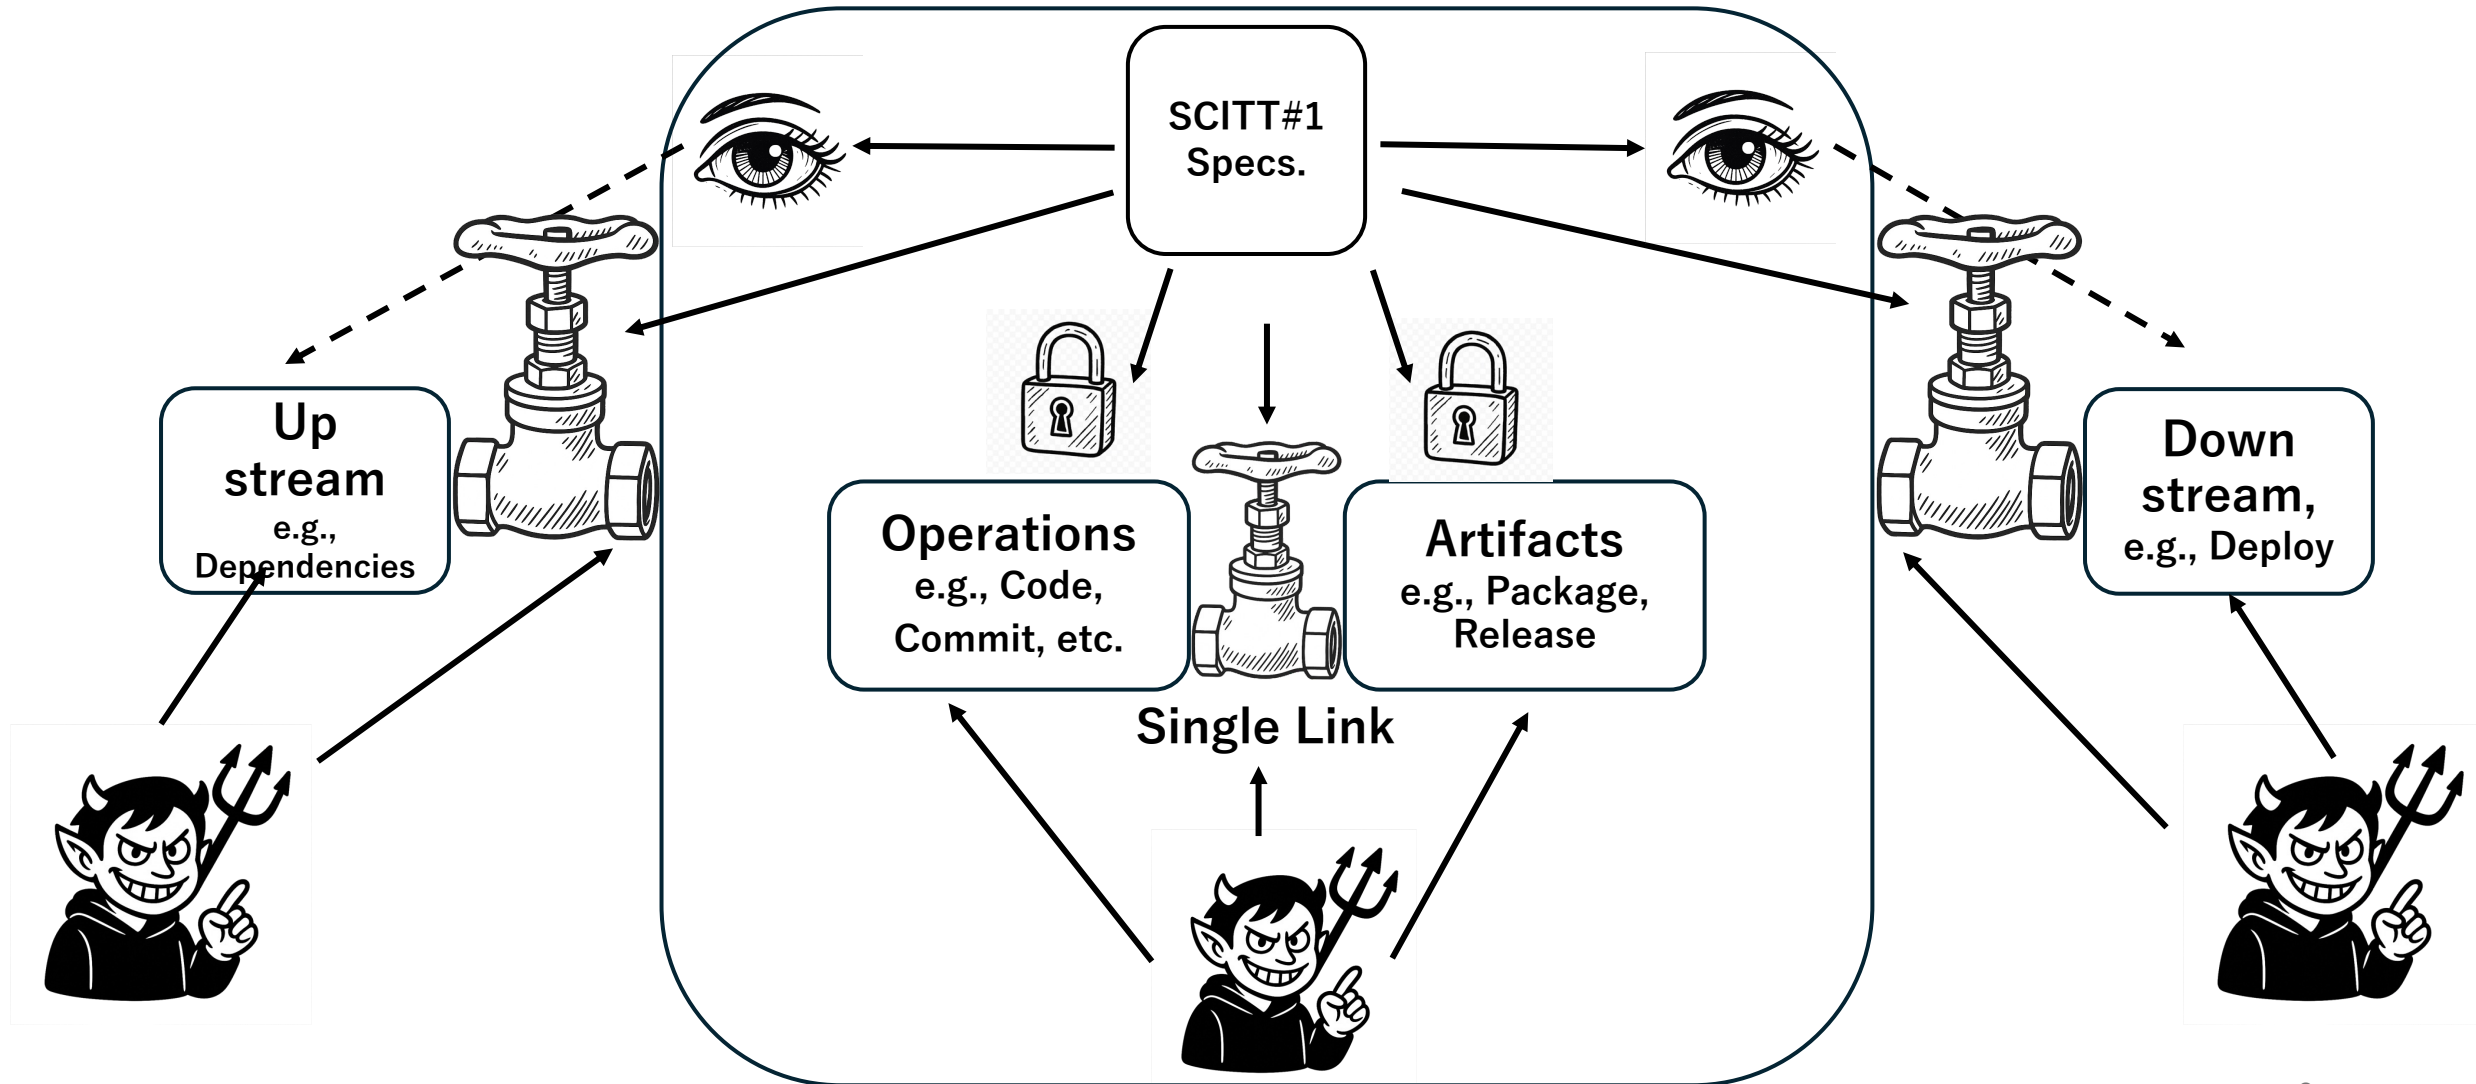 SCITT#1
Specs.
Up
stream
e.g.,
Dependencies
Operations
e.g., Code,
Commit, etc.
Artifacts
e.g., Package,
Release
Down
stream,
e.g., Deploy
Single Link